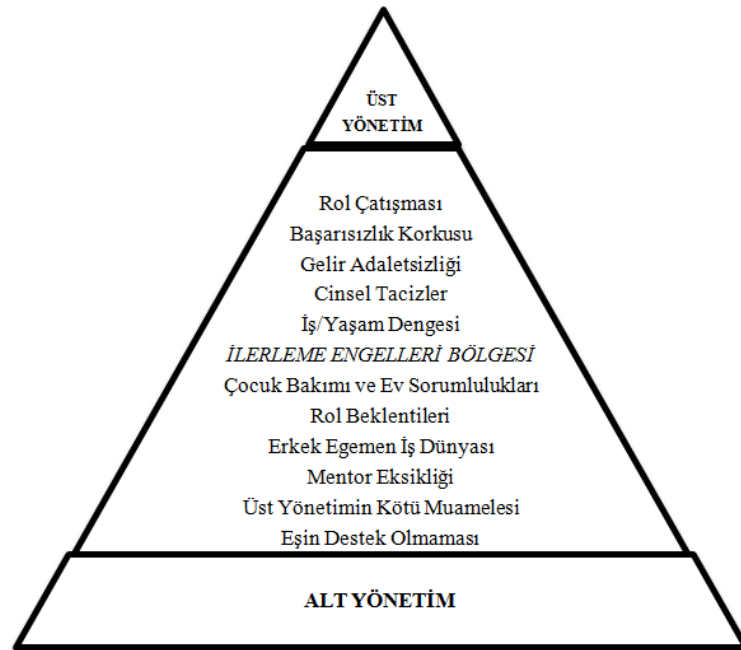 ÜST
YÖNETİM
Rol Çatışması
Başarısızlık Korkusu
Gelir Adaletsizliği
Cinsel Tacizler
İş/Yaşam Dengesi
İLERLEME ENGELLERİ BÖLGESİ
Çocuk Bakımı ve Ev Sorumlulukları
Rol Beklentileri
Erkek Egemen İş Dünyası
Mentor Eksikliği
Üst Yönetimin Kötü Muamelesi
Eşin Destek Olmaması
ALT YÖNETİM